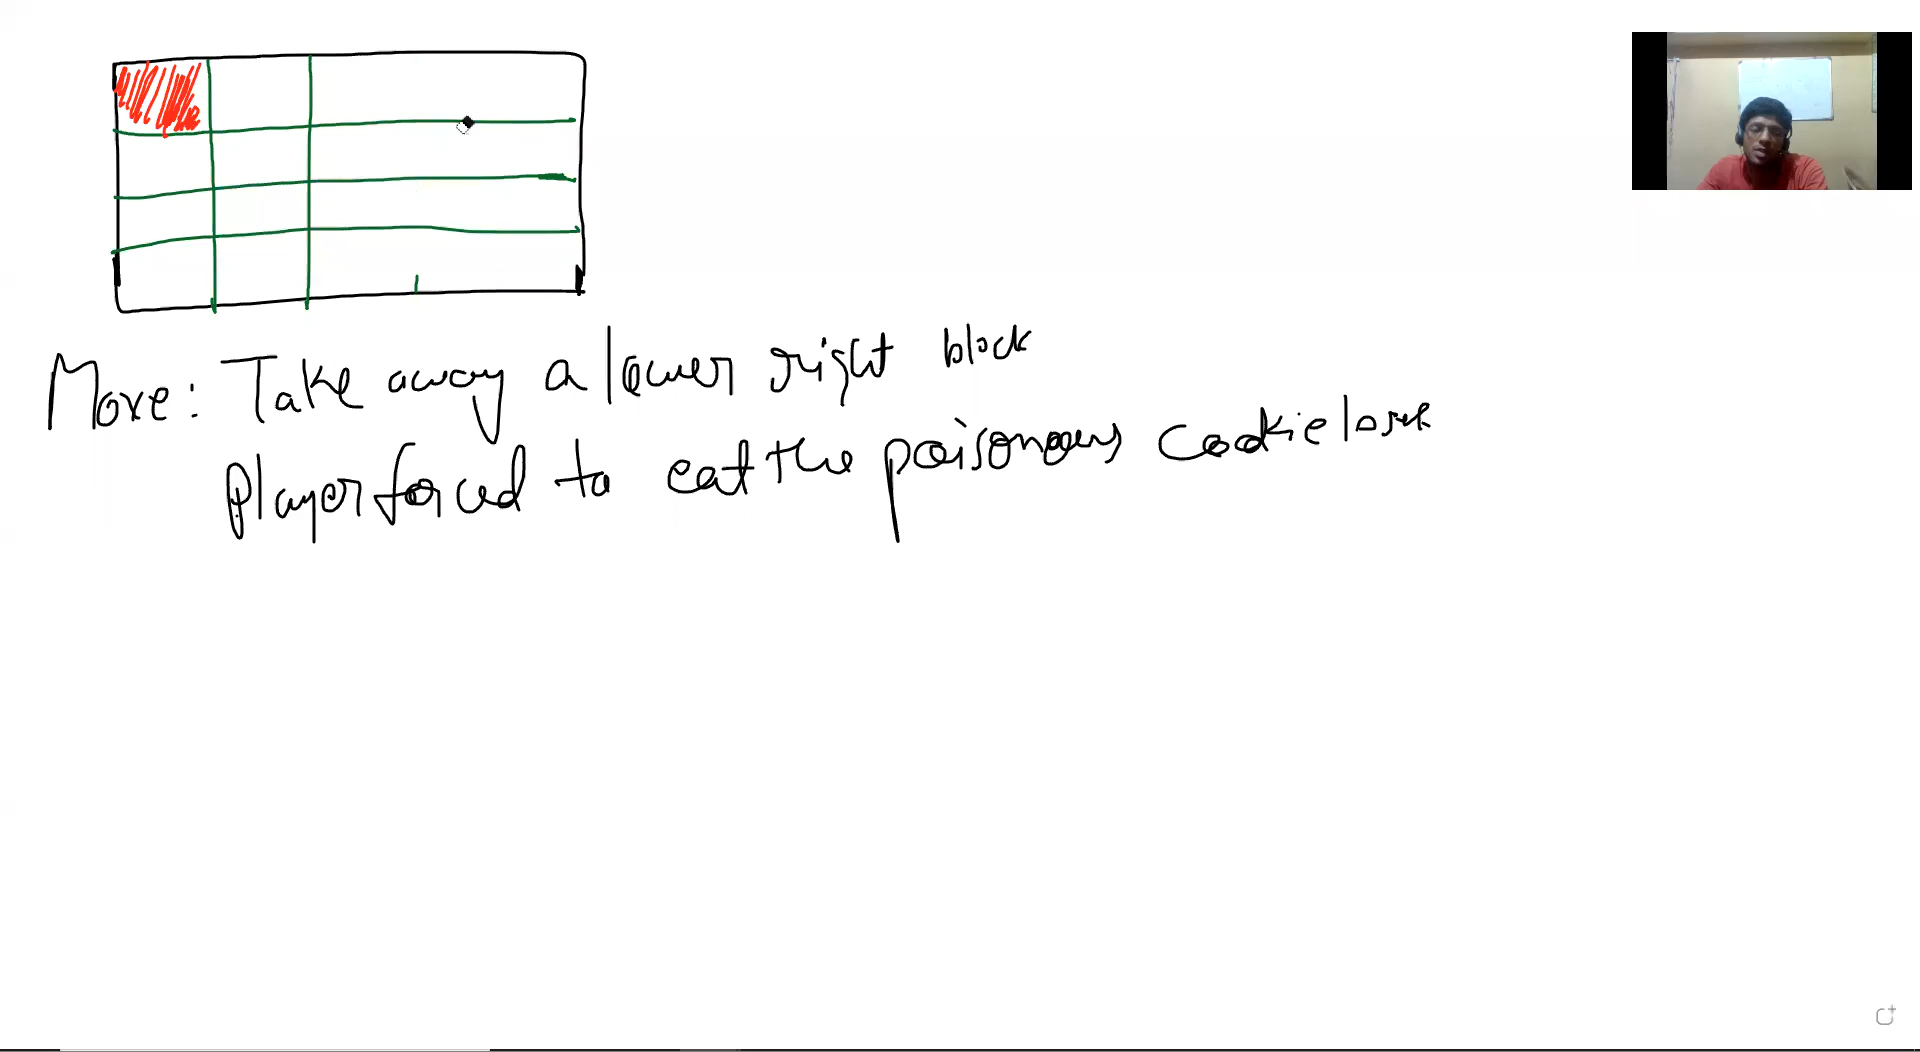 Move: Take away a lower right block
Player forced to eat the poisonous cookie loses